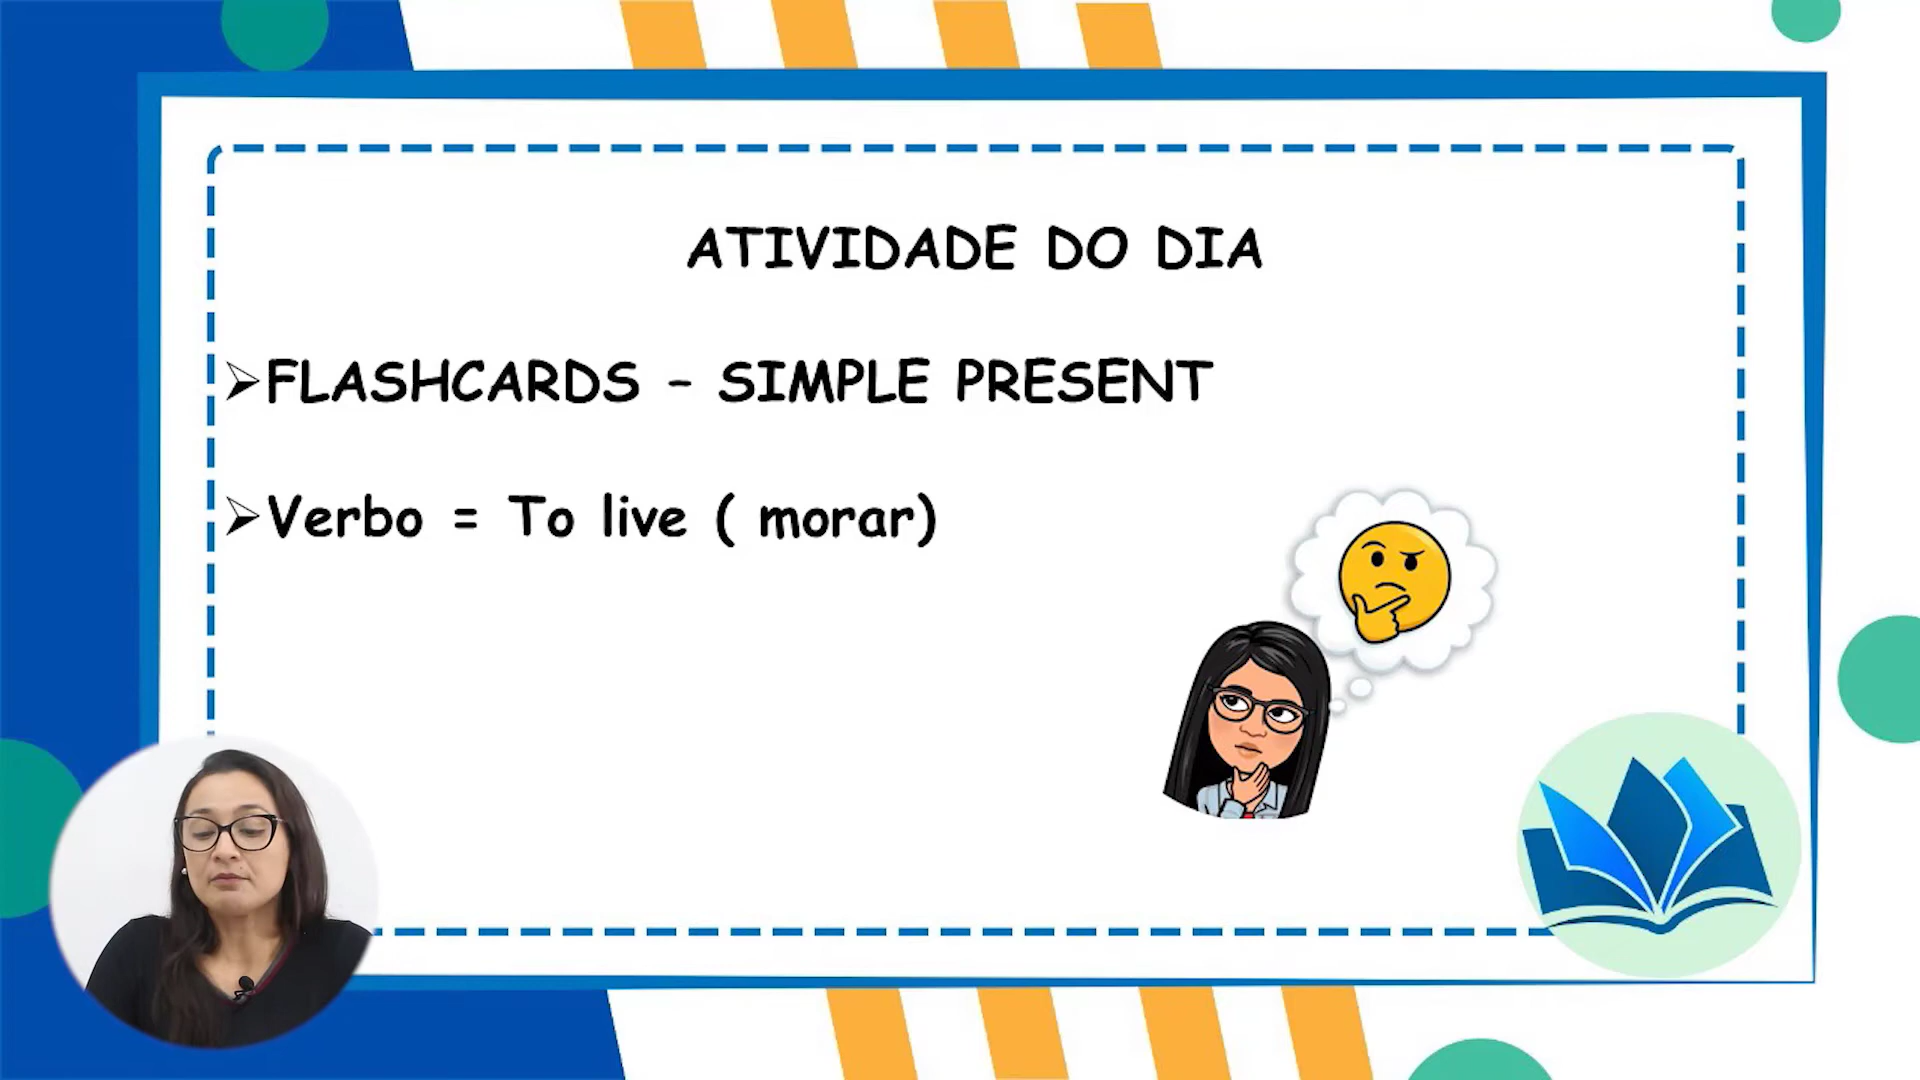 ATIVIDADE DO DIA
➢FLASHCARDS – SIMPLE PRESENT
➢Verbo = To live ( morar)